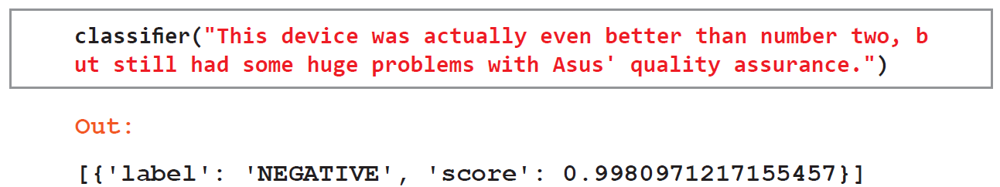 classifier("This device was actually even better than number two, b
ut still had some huge problems with Asus' quality assurance.")
Out:
[{'label': 'NEGATIVE', 'score': 0.9980971217155457}]